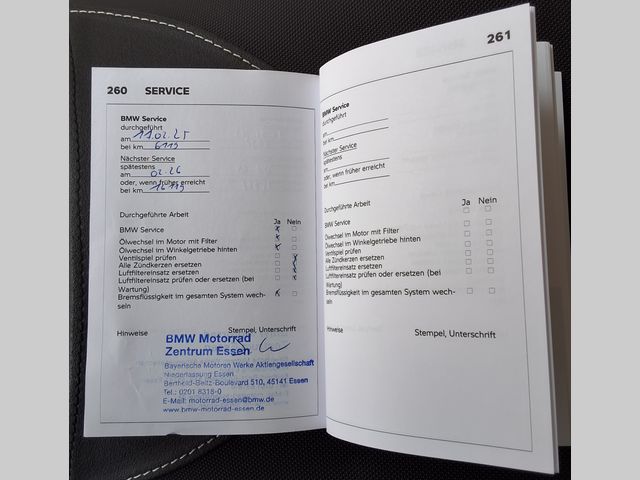 260 SERVICE
BMW Service
durchgeführt
am 11.02.25
bei km 6119
Nächster Service
spätestens
am 02.26
oder, wenn früher erreicht
bei km 16119
Durchgeführte Arbeit
Ja Nein
BMW Service
Ölwechsel im Motor mit Filter
Ölwechsel im Winkelgetriebe hinten
Ventilspiel prüfen
Alle Zündkerzen ersetzen
Luftfiltereinsatz ersetzen
Luftfiltereinsatz prüfen oder ersetzen (bei
Wartung)
Bremsflüssigkeit im gesamten System wech-
seln
Hinweise Stempel, Unterschrift
BMW Motorrad
Zentrum Essen
Bayerische Motoren Werke Aktiengesellschaft
Niederlassung Essen
Berthold-Beitz-Boulevard 510, 45141 Essen
Tel.: 0201 8318-0
E-Mail: motorrad-essen@bmw.de
www.bmw-motorrad-essen.de
261
BMW Service
durchgeführt
am
bei km
Nächster Service
spätestens
am
oder, wenn früher erreicht
bei km
Durchgeführte Arbeit
Ja Nein
BMW Service
Ölwechsel im Motor mit Filter
Ölwechsel im Winkelgetriebe hinten
Ventilspiel prüfen
Alle Zündkerzen ersetzen
Luftfiltereinsatz ersetzen
Luftfiltereinsatz prüfen oder ersetzen (bei
Wartung)
Bremsflüssigkeit im gesamten System wech-
seln
Hinweise Stempel, Unterschrift